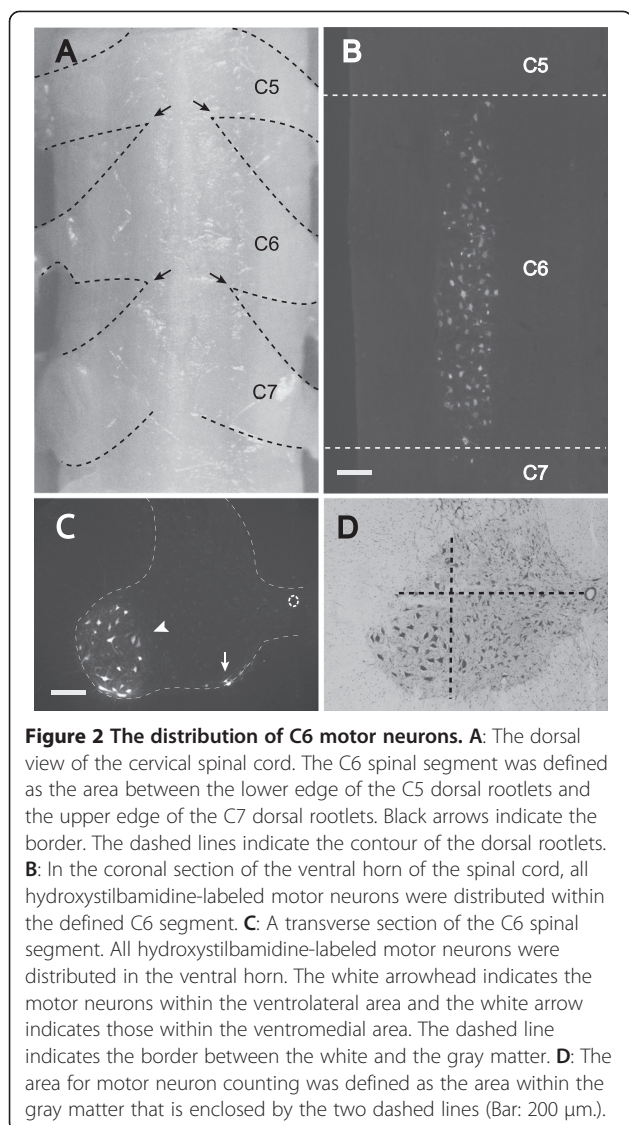 A
C5
C6
C7
B
C5
C6
C7
C
D
Figure 2 The distribution of C6 motor neurons. A: The dorsal
view of the cervical spinal cord. The C6 spinal segment was defined
as the area between the lower edge of the C5 dorsal rootlets and
the upper edge of the C7 dorsal rootlets. Black arrows indicate the
border. The dashed lines indicate the contour of the dorsal rootlets.
B: In the coronal section of the ventral horn of the spinal cord, all
hydroxystilbamidine-labeled motor neurons were distributed within
the defined C6 segment. C: A transverse section of the C6 spinal
segment. All hydroxystilbamidine-labeled motor neurons were
distributed in the ventral horn. The white arrowhead indicates the
motor neurons within the ventrolateral area and the white arrow
indicates those within the ventromedial area. The dashed line
indicates the border between the white and the gray matter. D: The
area for motor neuron counting was defined as the area within the
gray matter that is enclosed by the two dashed lines (Bar: 200 μm.).